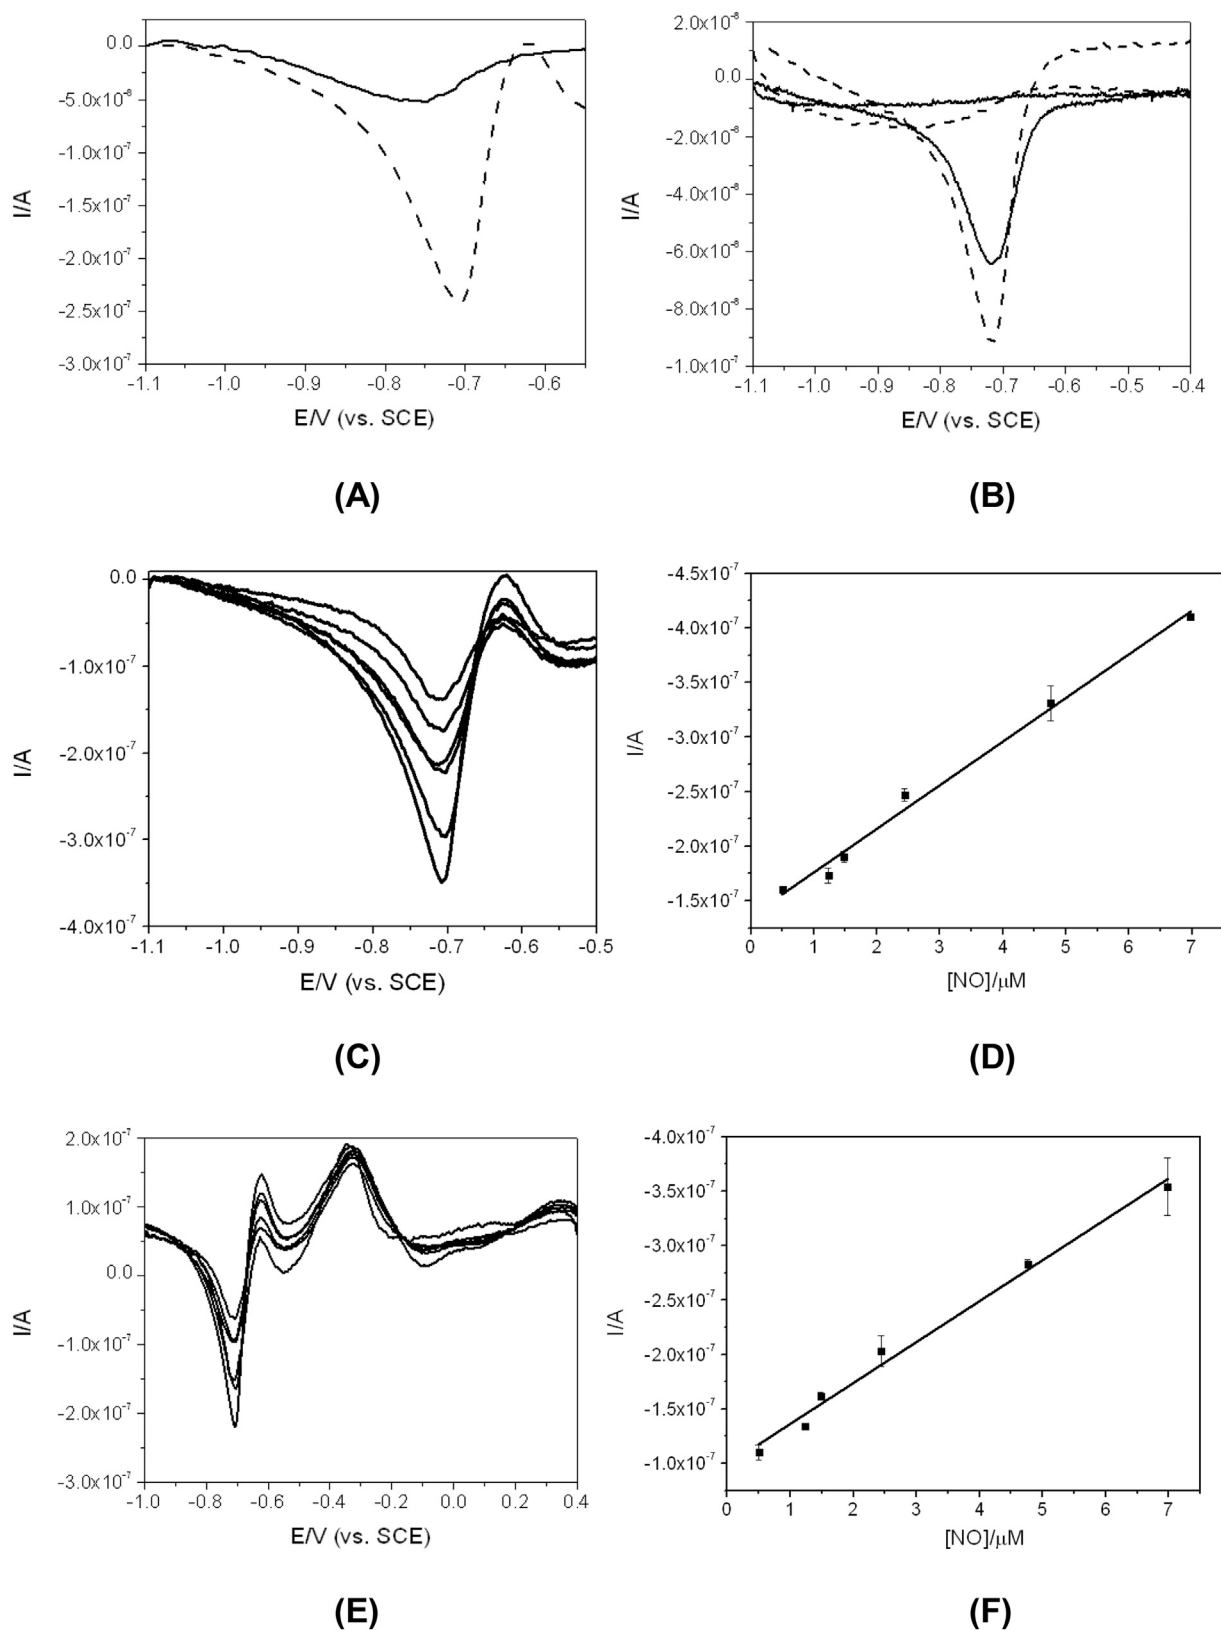 0.0
-5.0x10⁻⁸
-1.0x10⁻⁷
-1.5x10⁻⁷
-2.0x10⁻⁷
-2.5x10⁻⁷
-3.0x10⁻⁷
I/A
-1.1 -1.0 -0.9 -0.8 -0.7 -0.6
E/V (vs. SCE)
(A)
2.0x10⁻⁸
0.0
-2.0x10⁻⁸
-4.0x10⁻⁸
-6.0x10⁻⁸
-8.0x10⁻⁸
-1.0x10⁻⁷
I/A
-1.1 -1.0 -0.9 -0.8 -0.7 -0.6 -0.5 -0.4
E/V (vs. SCE)
(B)
0.0
-1.0x10⁻⁷
-2.0x10⁻⁷
-3.0x10⁻⁷
-4.0x10⁻⁷
I/A
-1.1 -1.0 -0.9 -0.8 -0.7 -0.6 -0.5
E/V (vs. SCE)
(C)
-4.5x10⁻⁷
-4.0x10⁻⁷
-3.5x10⁻⁷
-3.0x10⁻⁷
-2.5x10⁻⁷
-2.0x10⁻⁷
-1.5x10⁻⁷
I/A
0 1 2 3 4 5 6 7
[NO]/μM
(D)
2.0x10⁻⁷
1.0x10⁻⁷
0.0
-1.0x10⁻⁷
-2.0x10⁻⁷
-3.0x10⁻⁷
I/A
-1.0 -0.8 -0.6 -0.4 -0.2 0.0 0.2 0.4
E/V (vs. SCE)
(E)
-4.0x10⁻⁷
-3.5x10⁻⁷
-3.0x10⁻⁷
-2.5x10⁻⁷
-2.0x10⁻⁷
-1.5x10⁻⁷
-1.0x10⁻⁷
I/A
0 1 2 3 4 5 6 7
[NO]/μM
(F)